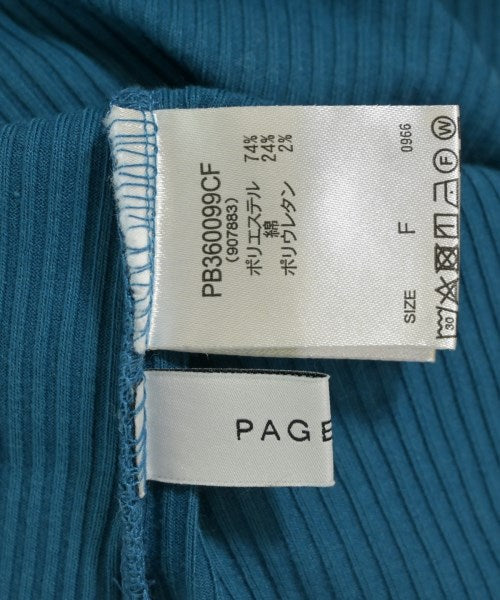 PB360099CF
(907883)
ポリエステル 74%
綿 24%
ポリウレタン 2%
SIZE F 0966
30
F
W
PAGE